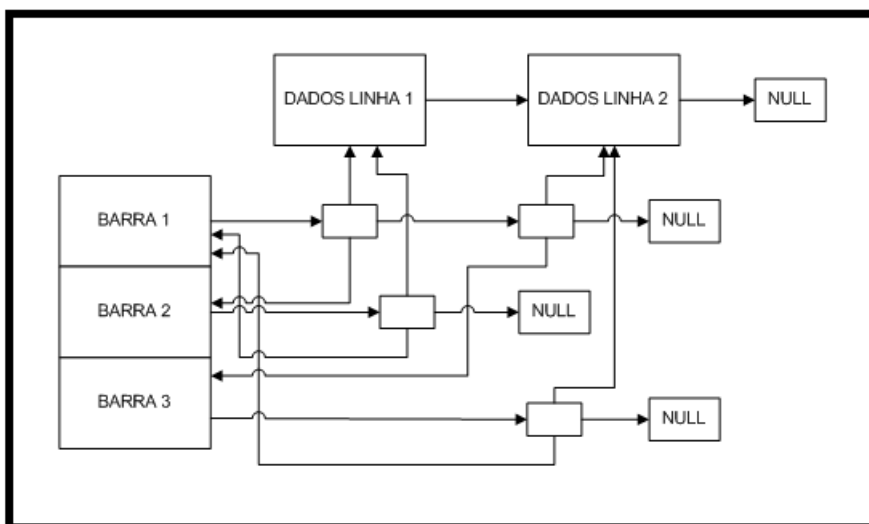 DADOS LINHA 1
DADOS LINHA 2
NULL
BARRA 1
NULL
BARRA 2
NULL
BARRA 3
NULL